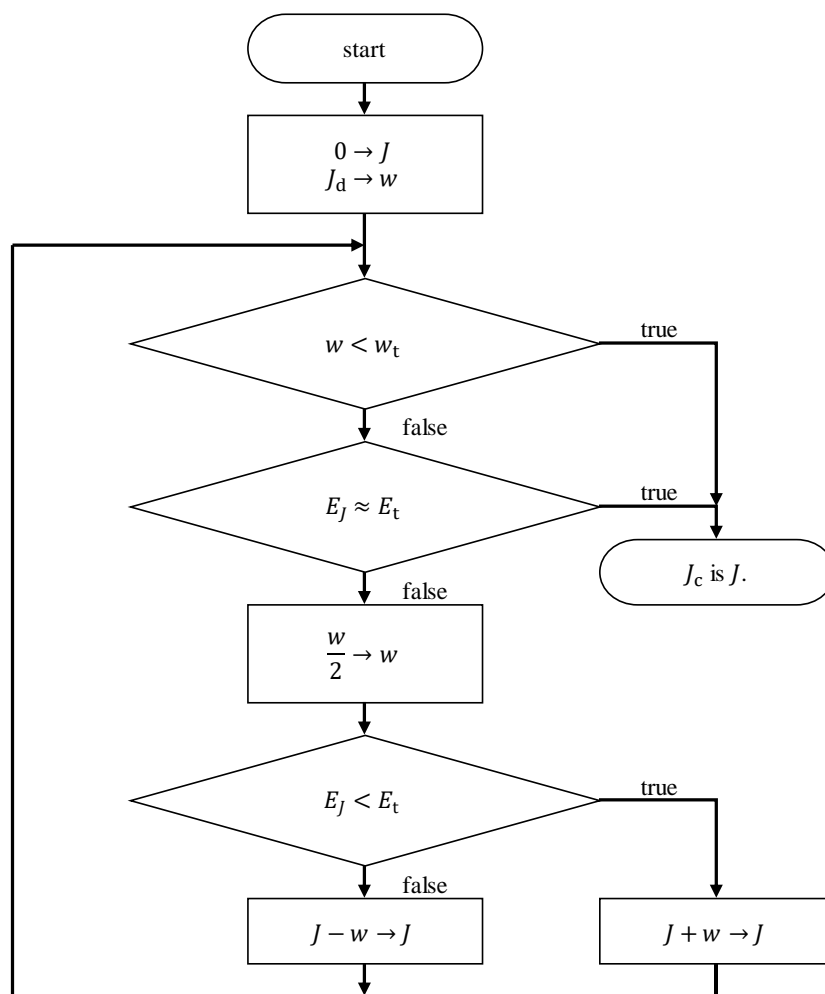 start
0 → J
J_d → w
w < w_t
true
false
E_J ≈ E_t
true
J_c is J.
false
w/2 → w
E_J < E_t
true
false
J − w → J
J + w → J